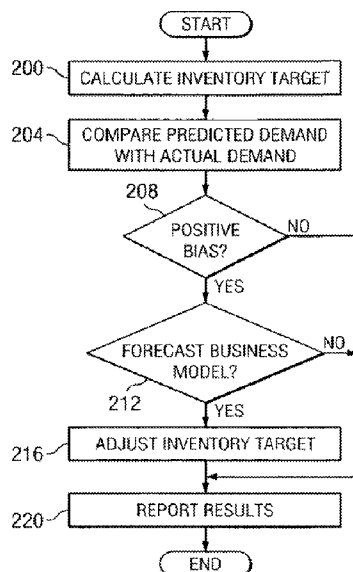 START
200
CALCULATE INVENTORY TARGET
204
COMPARE PREDICTED DEMAND
WITH ACTUAL DEMAND
208
POSITIVE
BIAS?
NO
YES
FORECAST BUSINESS
MODEL?
NO
212
YES
216
ADJUST INVENTORY TARGET
220
REPORT RESULTS
END